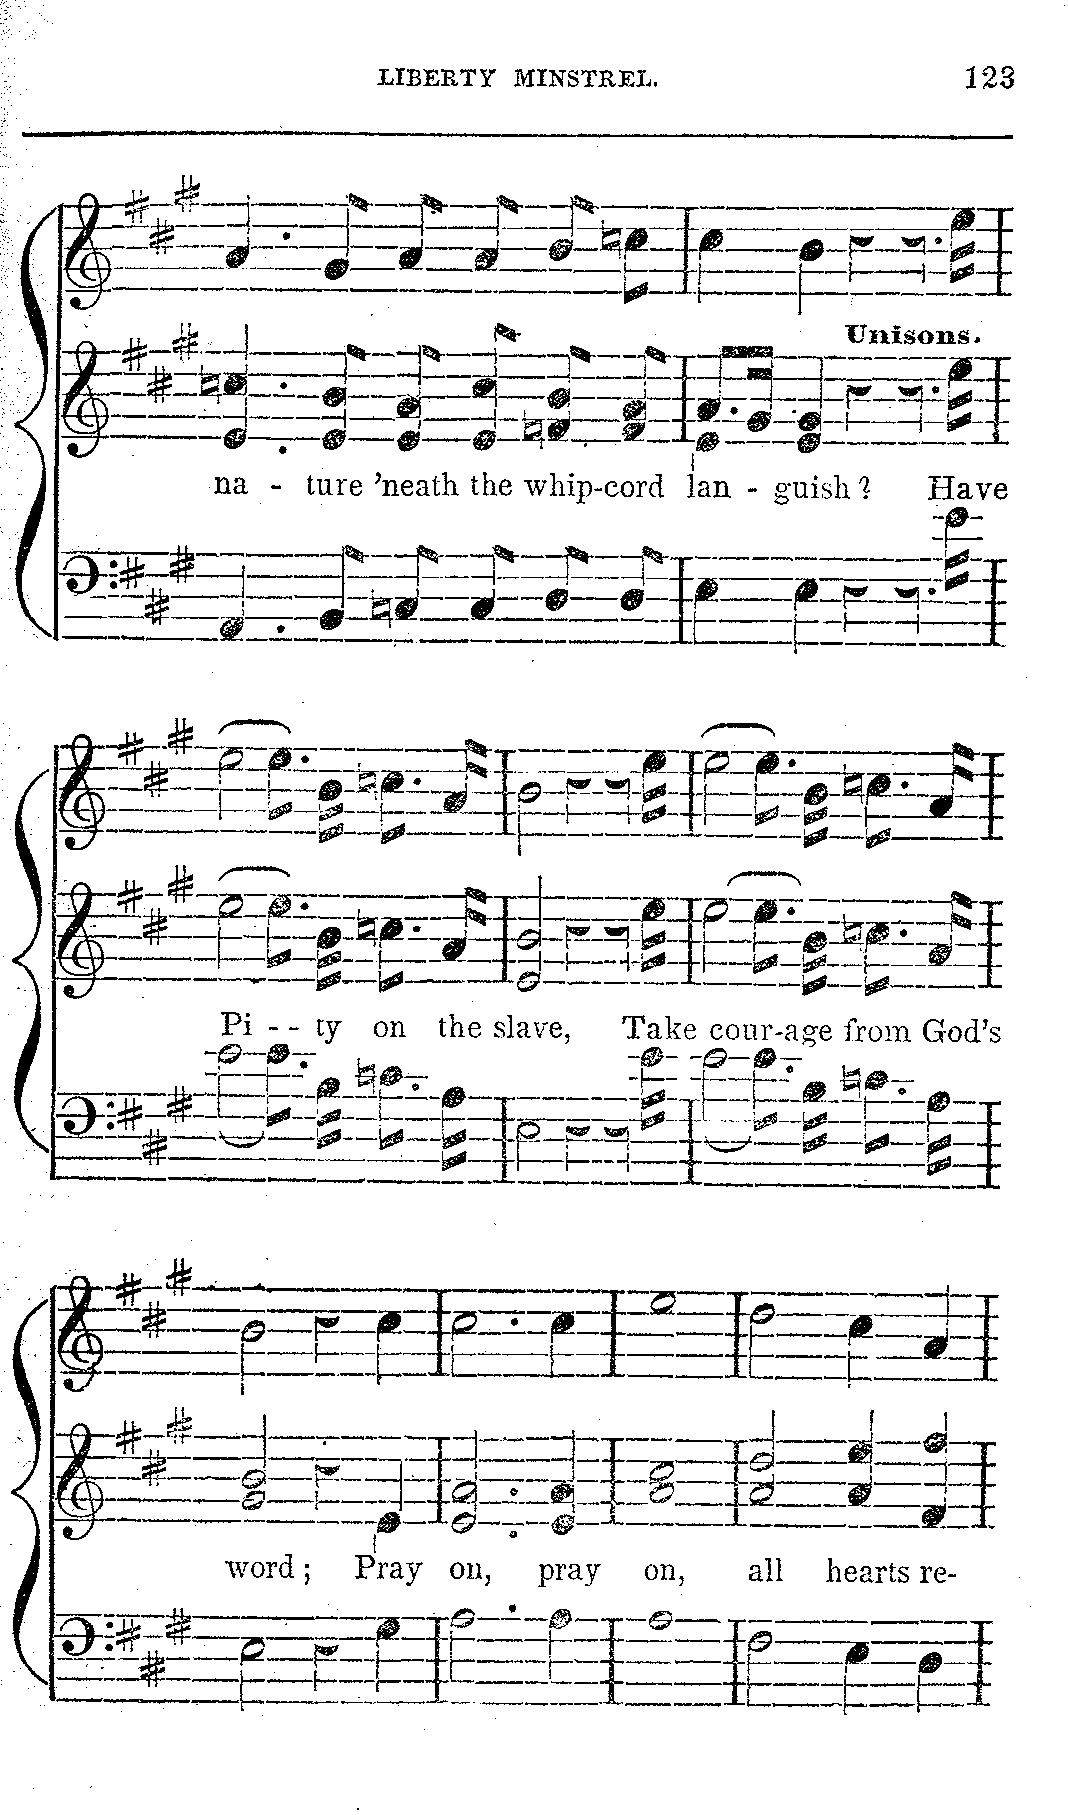 LIBERTY MINSTREL. 123
Unisons.
na - ture 'neath the whip-cord lan - guish? Have
Pi - - ty on the slave, Take cour-age from God's
word; Pray on, pray on, all hearts re-